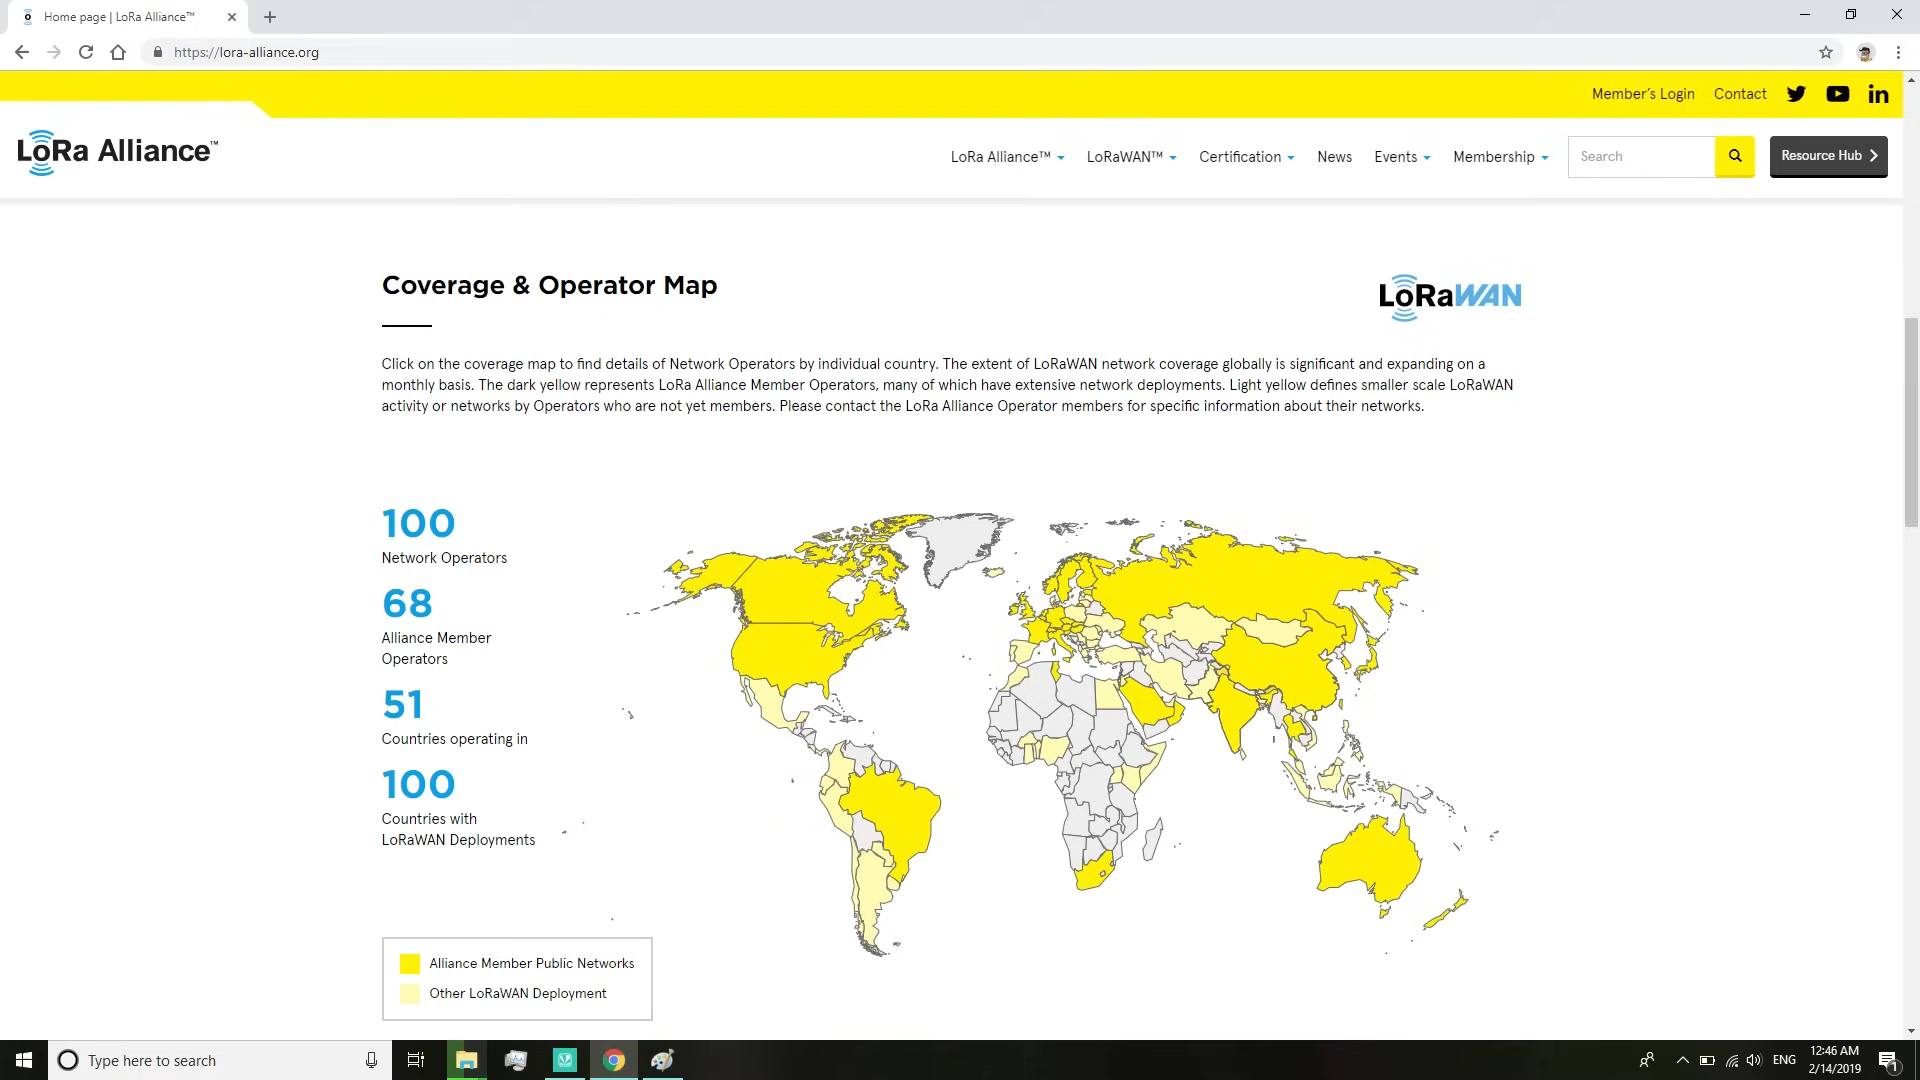 Home page | LoRa Alliance™
https://lora-alliance.org
Member's Login
Contact
LoRa Alliance™
LoRa Alliance™
LoRaWAN™
Certification
News
Events
Membership
Search
Resource Hub
Coverage & Operator Map
LoRaWAN
Click on the coverage map to find details of Network Operators by individual country. The extent of LoRaWAN network coverage globally is significant and expanding on a
monthly basis. The dark yellow represents LoRa Alliance Member Operators, many of which have extensive network deployments. Light yellow defines smaller scale LoRaWAN
activity or networks by Operators who are not yet members. Please contact the LoRa Alliance Operator members for specific information about their networks.
100
Network Operators
68
Alliance Member
Operators
51
Countries operating in
100
Countries with
LoRaWAN Deployments
Alliance Member Public Networks
Other LoRaWAN Deployment
Type here to search
ENG
12:46 AM
2/14/2019
1